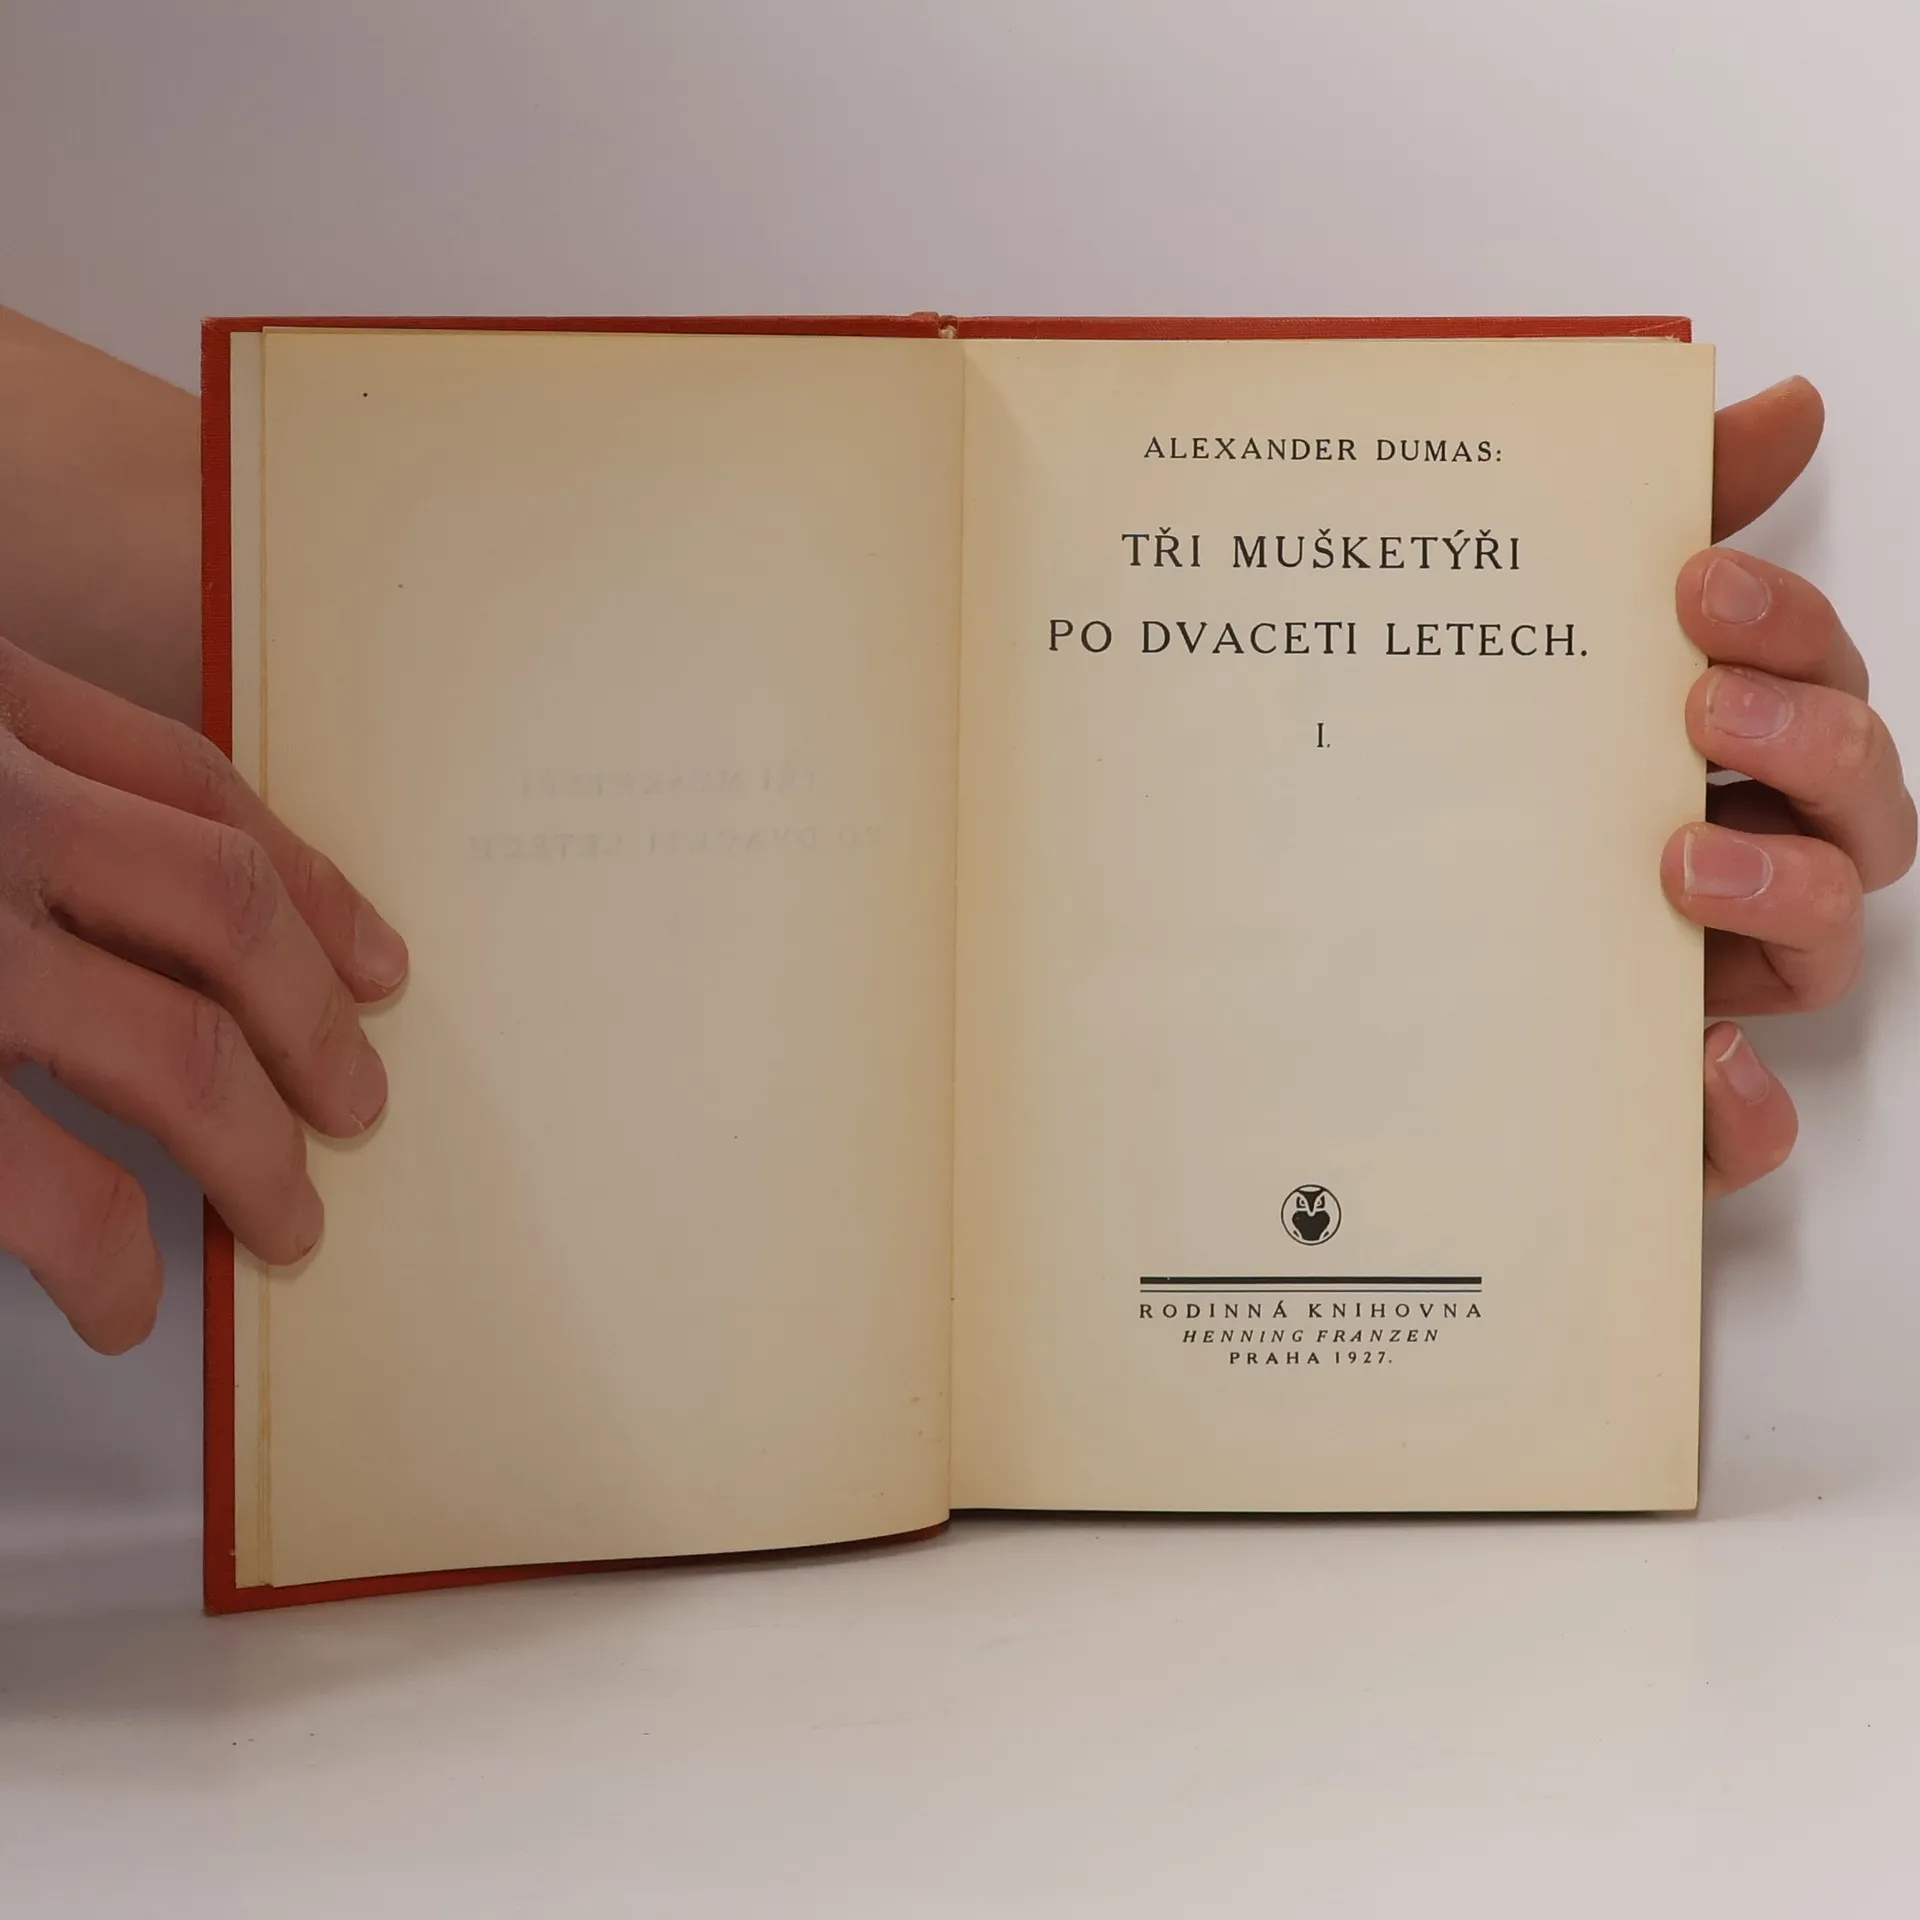 ALEXANDER DUMAS:
TŘI MUŠKETÝŘI
PO DVACETI LETECH.
I.
RODINNÁ KNIHOVNA
HENNING FRANZEN
PRAHA 1927.